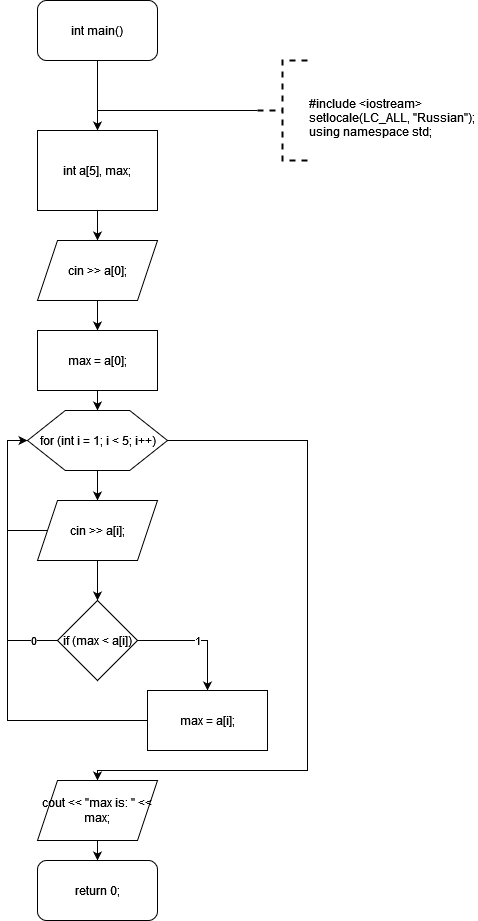 int main()
#include <iostream>
setlocale(LC_ALL, "Russian");
using namespace std;
int a[5], max;
cin >> a[0];
max = a[0];
for (int i = 1; i < 5; i++)
cin >> a[i];
0
if (max < a[i])
1
max = a[i];
cout << "max is: " <<
max;
return 0;